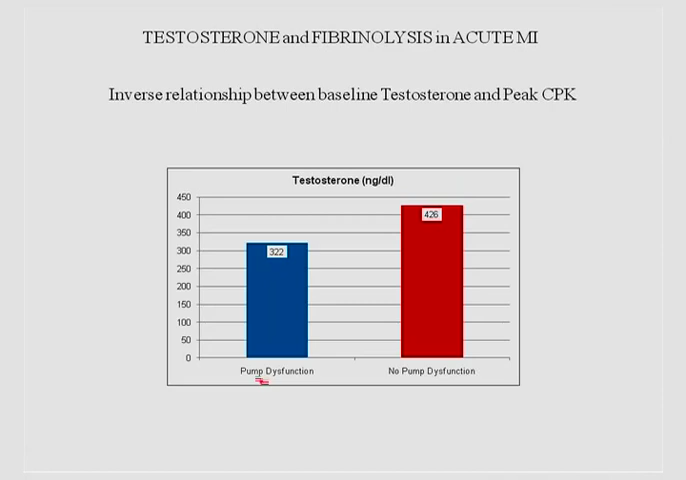 TESTOSTERONE and FIBRINOLYSIS in ACUTE MI
Inverse relationship between baseline Testosterone and Peak CPK
Testosterone (ng/dl)
450
400
350
300
250
200
150
100
50
0
322
426
Pump Dysfunction
No Pump Dysfunction